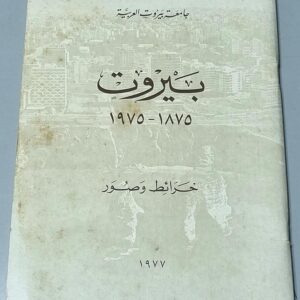 جامعة بيروت العربية
بيروت
١٨٧٥ - ١٩٧٥
خرائط وصور
١٩٧٧